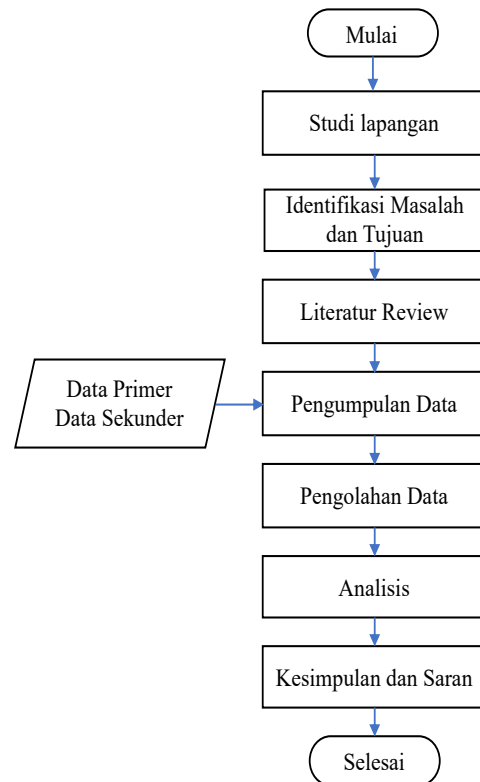 Mulai
Studi lapangan
Identifikasi Masalah
dan Tujuan
Literatur Review
Data Primer
Data Sekunder
Pengumpulan Data
Pengolahan Data
Analisis
Kesimpulan dan Saran
Selesai